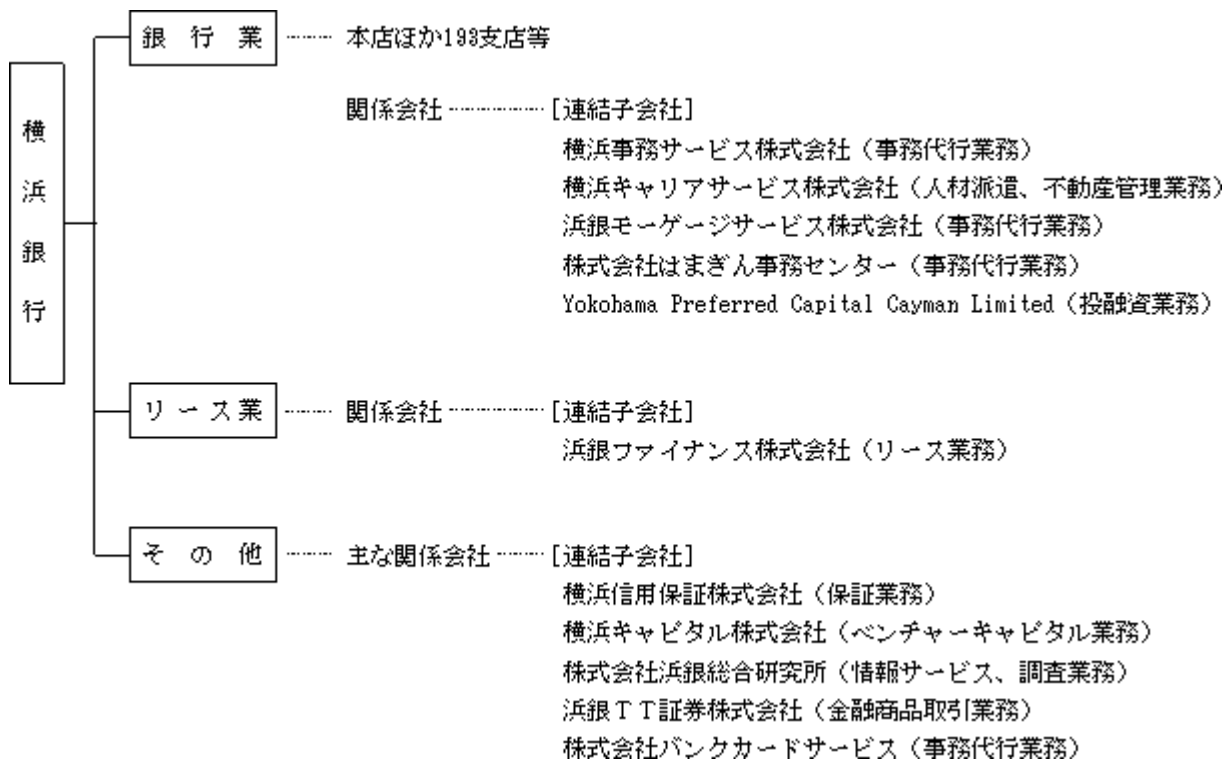 横浜銀行
銀行業 ……… 本店ほか193支店等
関係会社 ……………[連結子会社]
横浜事務サービス株式会社（事務代行業務）
横浜キャリアサービス株式会社（人材派遣、不動産管理業務）
浜銀モーゲージサービス株式会社（事務代行業務）
株式会社はまぎん事務センター（事務代行業務）
Yokohama Preferred Capital Cayman Limited（投融資業務）
リース業 ……… 関係会社 ……………[連結子会社]
浜銀ファイナンス株式会社（リース業務）
その他 ……… 主な関係会社 ………[連結子会社]
横浜信用保証株式会社（保証業務）
横浜キャピタル株式会社（ベンチャーキャピタル業務）
株式会社浜銀総合研究所（情報サービス、調査業務）
浜銀ＴＴ証券株式会社（金融商品取引業務）
株式会社バンクカードサービス（事務代行業務）